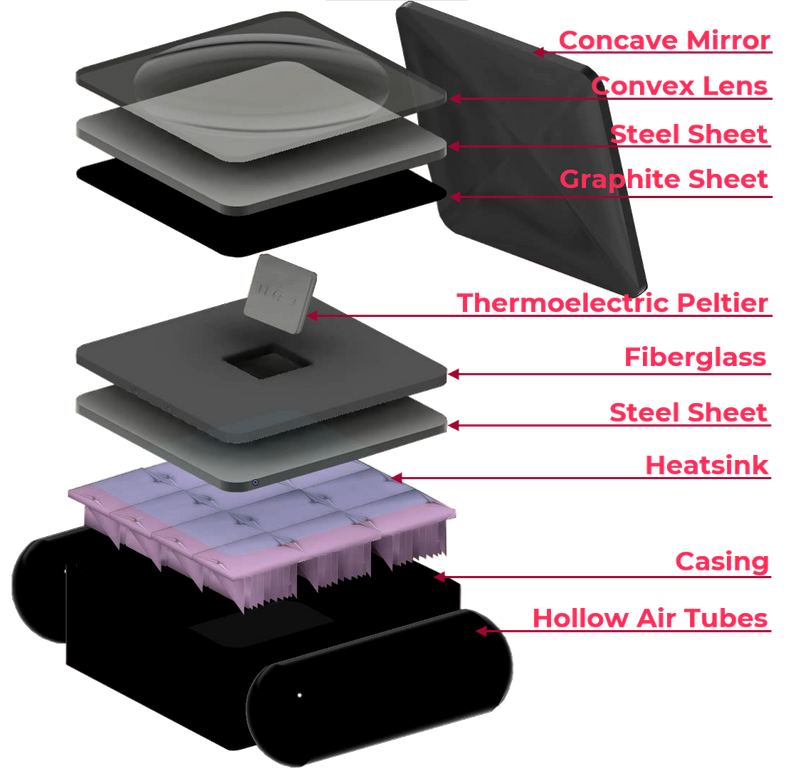 Concave Mirror
Convex Lens
Steel Sheet
Graphite Sheet
Thermoelectric Peltier
Fiberglass
Steel Sheet
Heatsink
Casing
Hollow Air Tubes